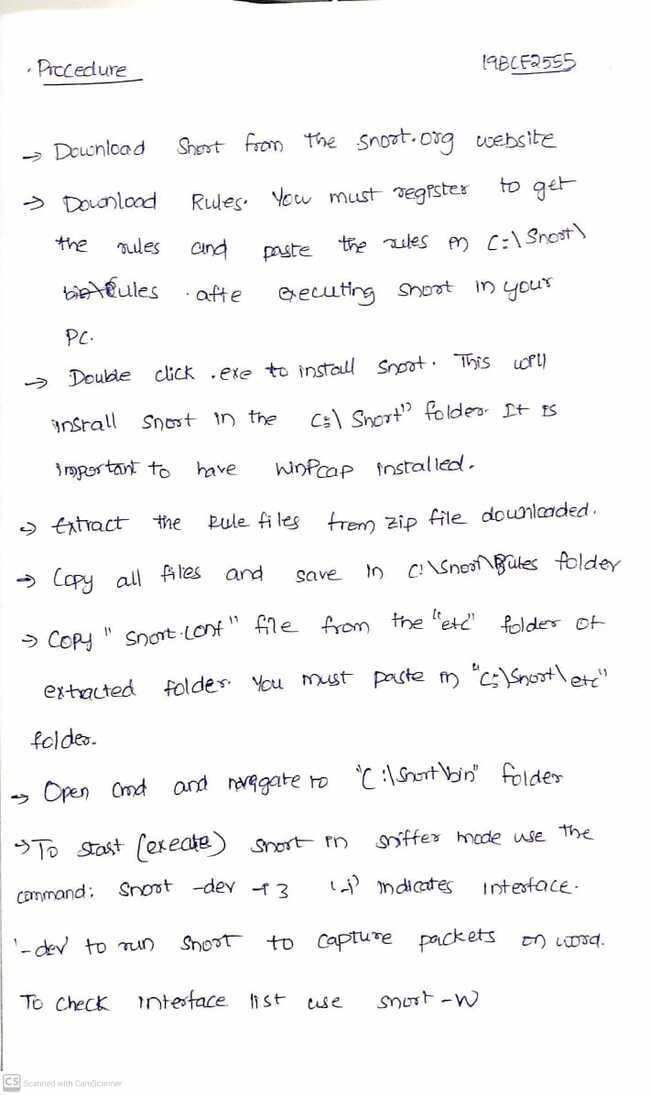 . Procedure
19BCF2555
→ Download Snort from the snort.org website
→ Download Rules. You must register to get
the rules and paste the rules in C:\Snort\
rules . afte executing snort in your
PC.
→ Double click .exe to install snort. This will
install snort in the C:\Snort" folder. It is
important to have WinPcap installed.
→ Extract the Rule files from zip file downloaded.
→ Copy all files and save in C:\Snort\Rules folder
→ Copy "snort.conf" file from the "etc" folder of
extracted folder. You must paste in "C:\Snort\etc"
folder.
→ Open cmd and navigate to "C:\Snort\bin" folder
→ To start (execute) snort in sniffer mode use the
command: Snort -dev -i 3 '-i' indicates interface.
'-dev' to run snort to capture packets on word.
To check interface list use snort -W
CS Scanned with CamScanner